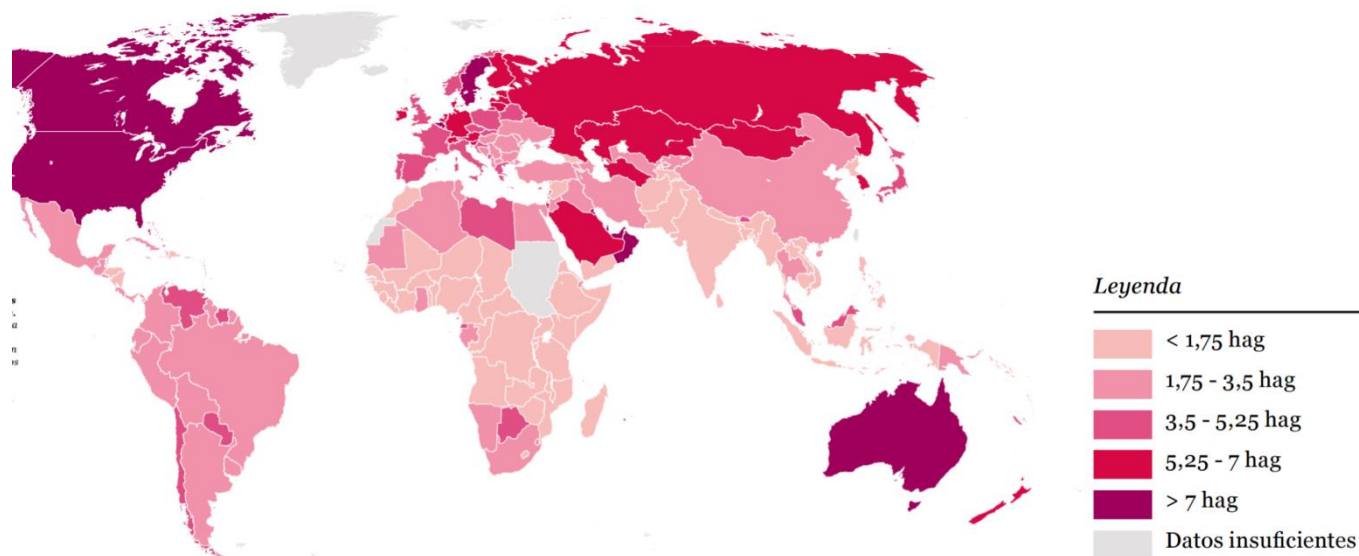 Leyenda
< 1,75 hag
1,75 - 3,5 hag
3,5 - 5,25 hag
5,25 - 7 hag
> 7 hag
Datos insuficientes